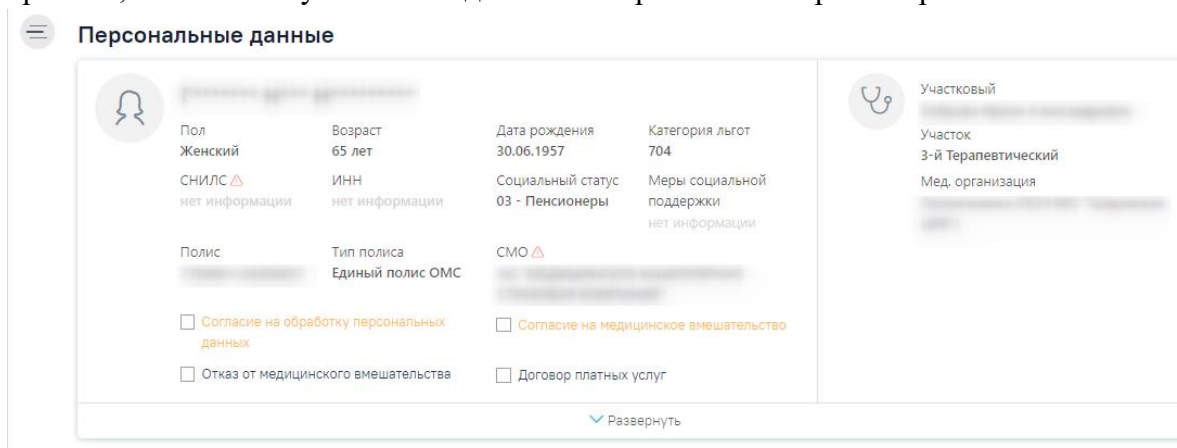 Персональные данные
Участковый
Пол Возраст Дата рождения Категория льгот
Женский 65 лет 30.06.1957 704
Участок
3-й Терапевтический
СНИЛС ИНН Социальный статус Меры социальной
нет информации нет информации 03 - Пенсионеры поддержки
нет информации
Мед. организация
Полис Тип полиса СМО
Единый полис ОМС
Согласие на обработку персональных
данных
Согласие на медицинское вмешательство
Отказ от медицинского вмешательства Договор платных услуг
Развернуть